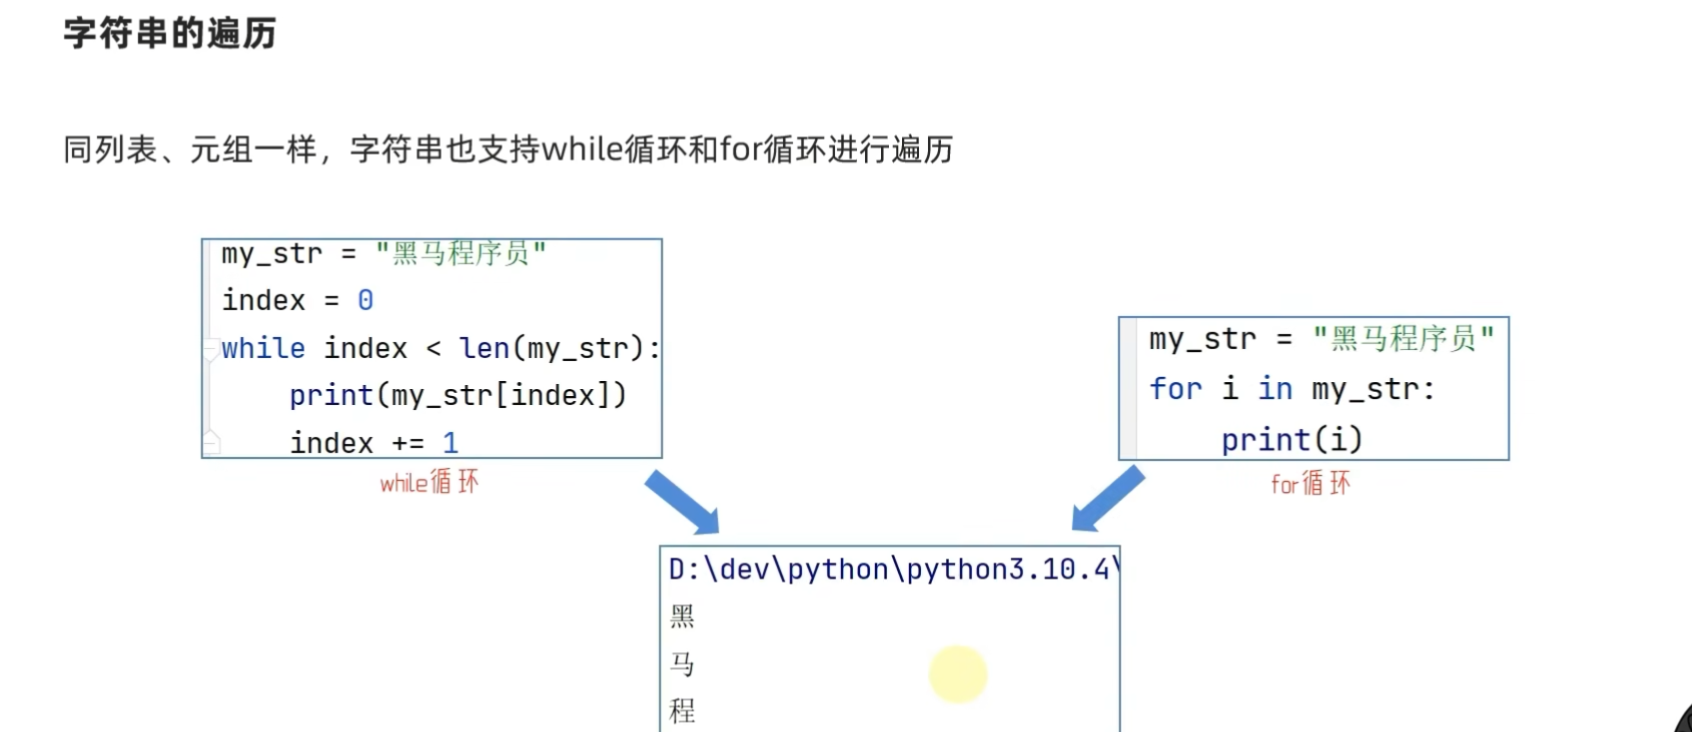 字符串的遍历
同列表、元组一样，字符串也支持while循环和for循环进行遍历
my_str = "黑马程序员"
index = 0
while index < len(my_str):
    print(my_str[index])
    index += 1
while循环
my_str = "黑马程序员"
for i in my_str:
    print(i)
for循环
D:\dev\python\python3.10.4\
黑
马
程